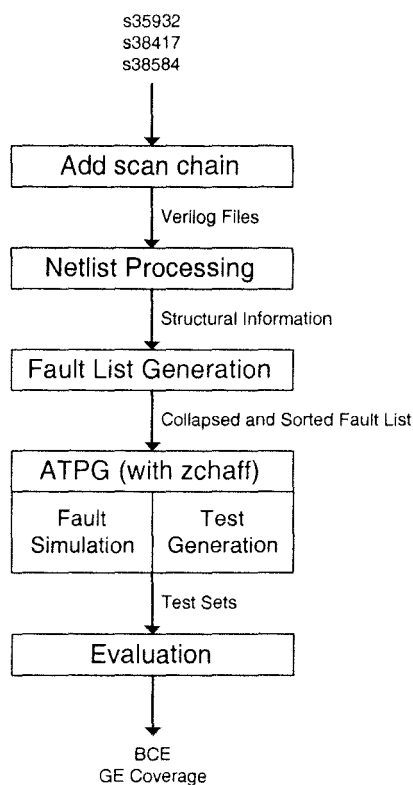 s35932
s38417
s38584
Add scan chain
Verilog Files
Netlist Processing
Structural Information
Fault List Generation
Collapsed and Sorted Fault List
ATPG (with zchaff)
Fault
Simulation
Test
Generation
Test Sets
Evaluation
BCE
GE Coverage